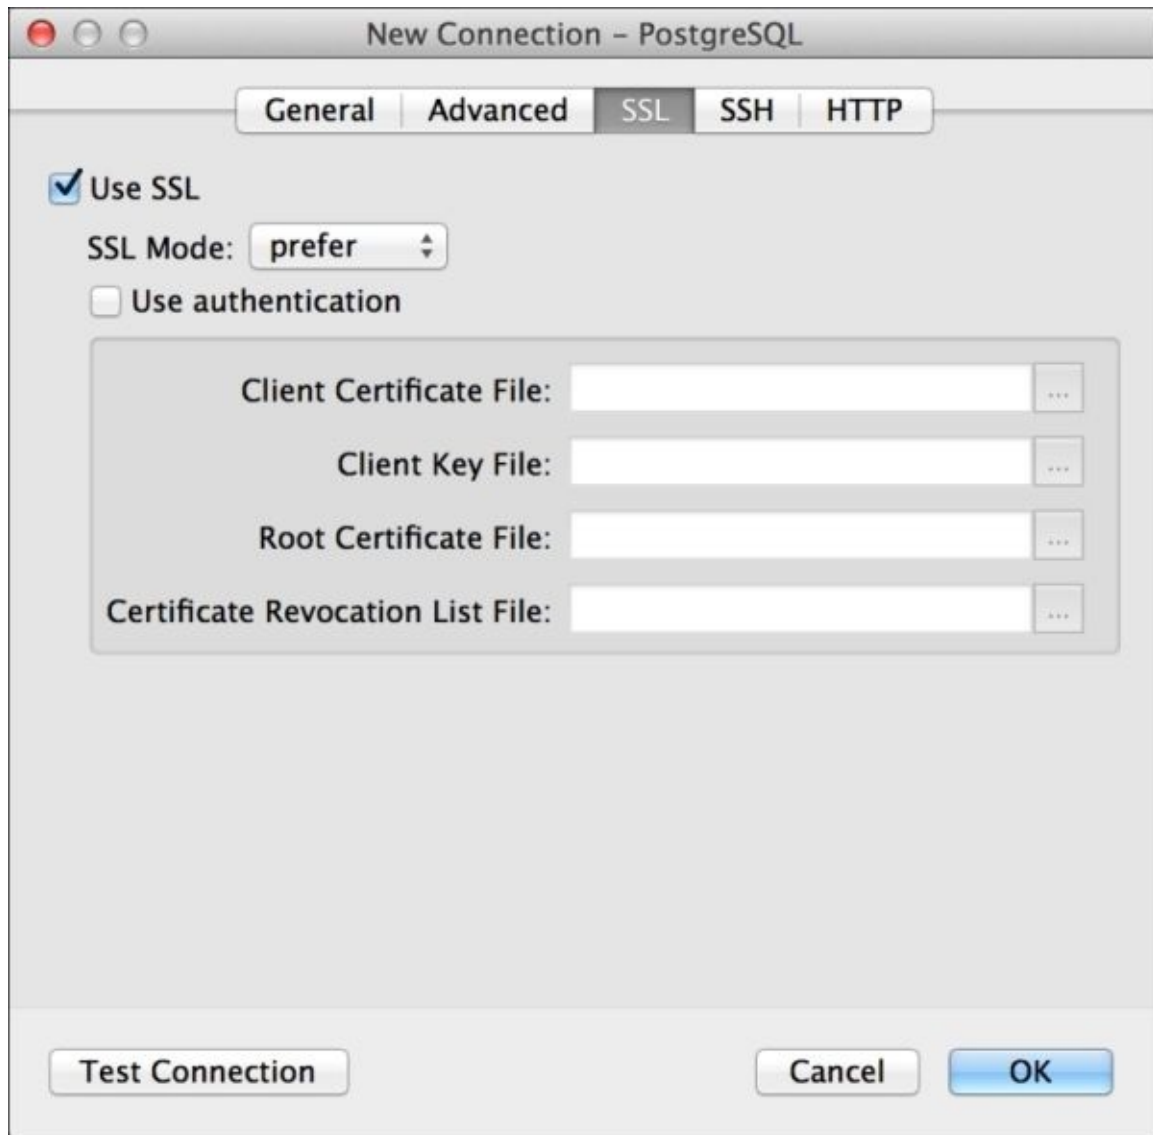 New Connection – PostgreSQL
General Advanced SSL SSH HTTP
Use SSL
SSL Mode: prefer
Use authentication
Client Certificate File: ...
Client Key File: ...
Root Certificate File: ...
Certificate Revocation List File: ...
Test Connection Cancel OK